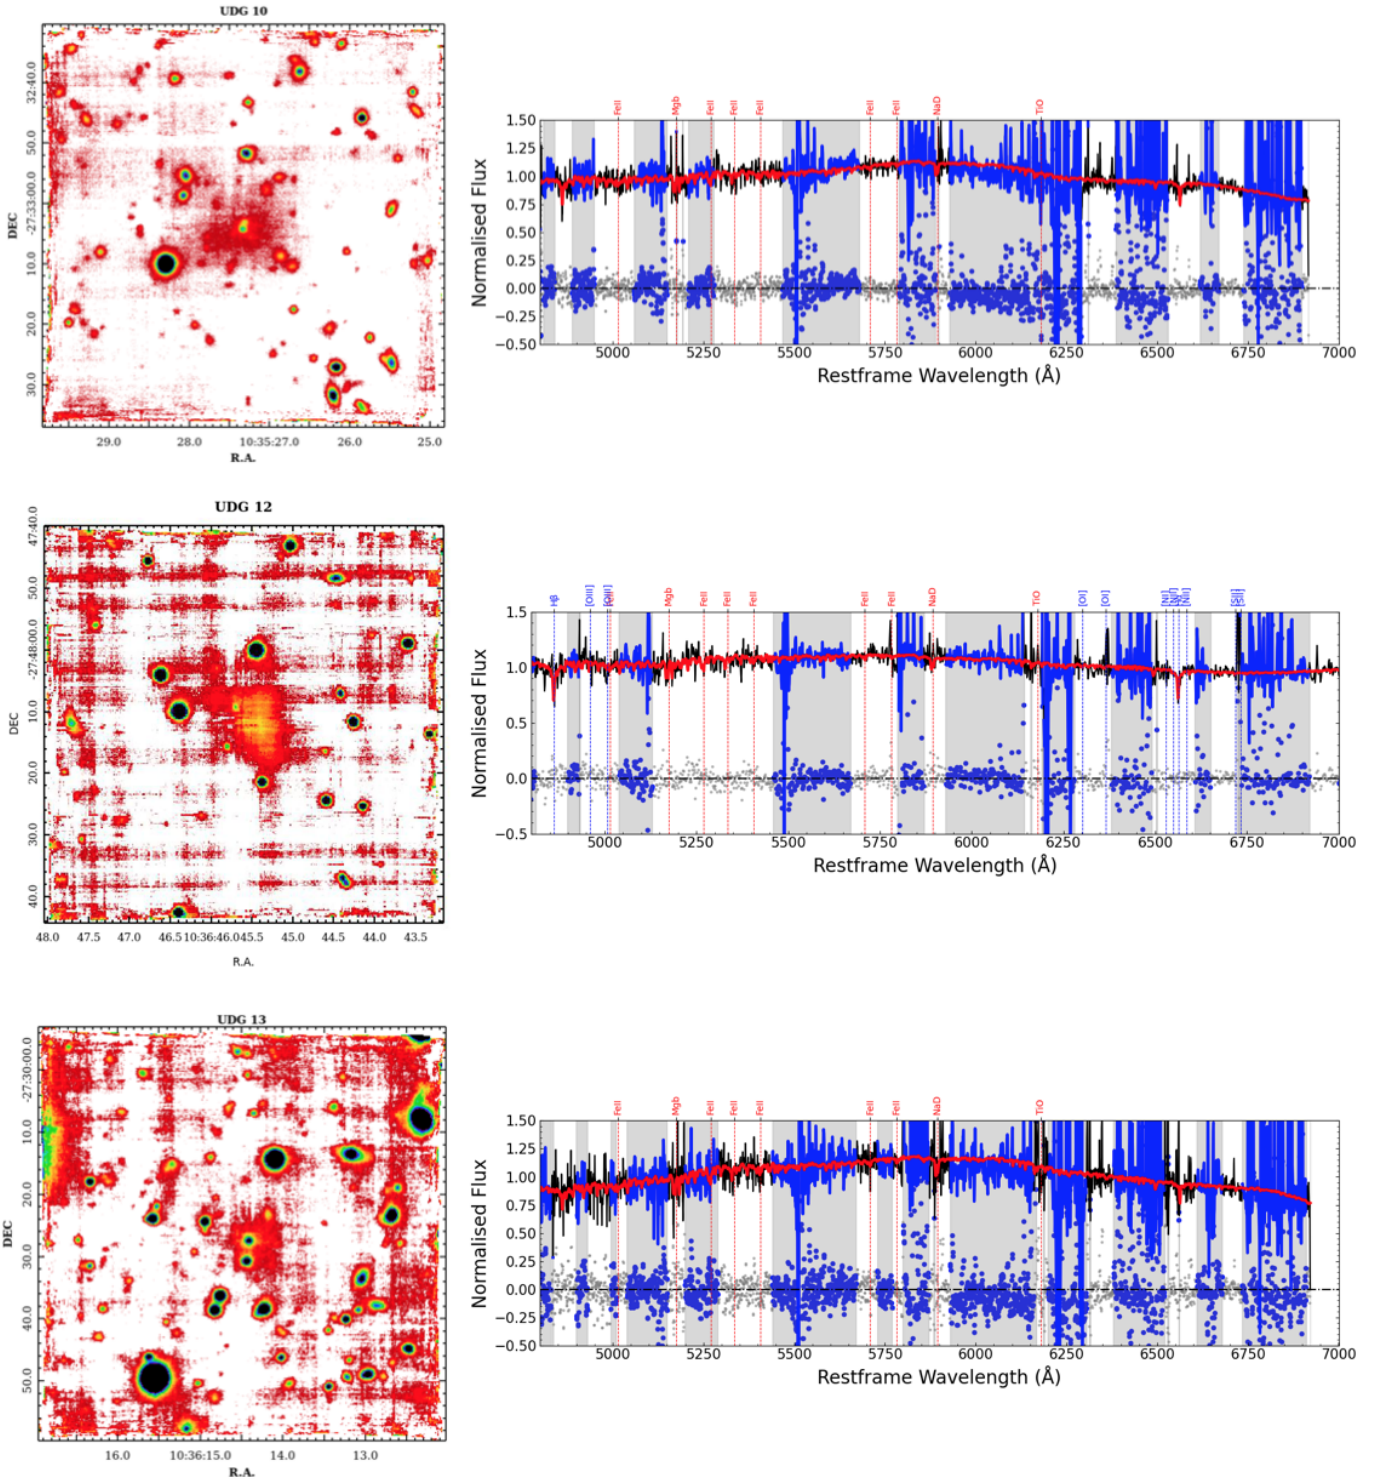 UDG 10
32:40.0
50.0
-27:33:00.0
10.0
20.0
30.0
DEC
29.0 28.0 10:35:27.0 26.0 25.0
R.A.
FeII Mgb FeII FeII FeII FeII FeII NaD TiO
1.50
1.25
1.00
0.75
0.50
0.25
0.00
−0.25
−0.50
Normalised Flux
5000 5250 5500 5750 6000 6250 6500 6750 7000
Restframe Wavelength (Å)
UDG 12
47:40.0
50.0
-27:48:00.0
10.0
20.0
30.0
40.0
DEC
48.0 47.5 47.0 46.5 10:36:46.0 45.5 45.0 44.5 44.0 43.5
R.A.
Hβ [OIII] [OIII] Mgb FeII FeII FeII FeII FeII NaD TiO [OI] [OI] [NI] [NII] [NII] [SII] [SII]
1.5
1.0
0.5
0.0
−0.5
Normalised Flux
5000 5250 5500 5750 6000 6250 6500 6750 7000
Restframe Wavelength (Å)
UDG 13
-27:30:00.0
10.0
20.0
30.0
40.0
50.0
DEC
16.0 10:36:15.0 14.0 13.0
R.A.
FeII Mgb FeII FeII FeII FeII FeII NaD TiO
1.50
1.25
1.00
0.75
0.50
0.25
0.00
−0.25
−0.50
Normalised Flux
5000 5250 5500 5750 6000 6250 6500 6750 7000
Restframe Wavelength (Å)